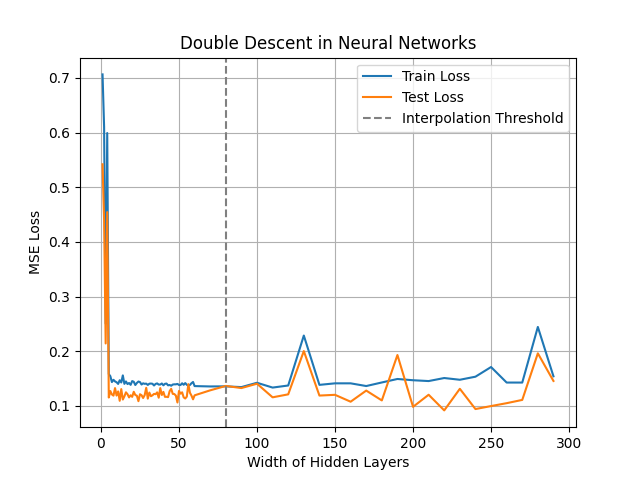 Double Descent in Neural Networks
Train Loss
Test Loss
Interpolation Threshold
MSE Loss
0.7
0.6
0.5
0.4
0.3
0.2
0.1
0 50 100 150 200 250 300
Width of Hidden Layers